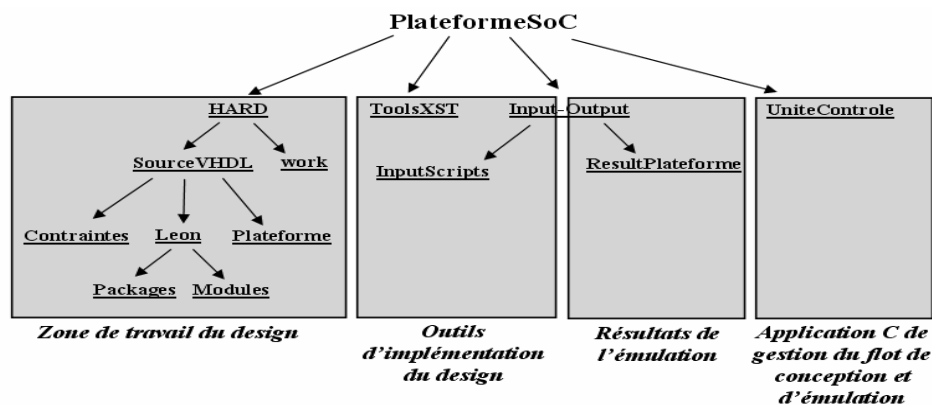 PlateformeSoC
HARD
ToolsXST
Input-Output
UniteControle
SourceVHDL
work
InputScripts
ResultPlateforme
Contraintes
Leon
Plateforme
Packages
Modules
Zone de travail du design
Outils
d'implémentation
du design
Résultats de
l'émulation
Application C de
gestion du flot de
conception et
d'émulation